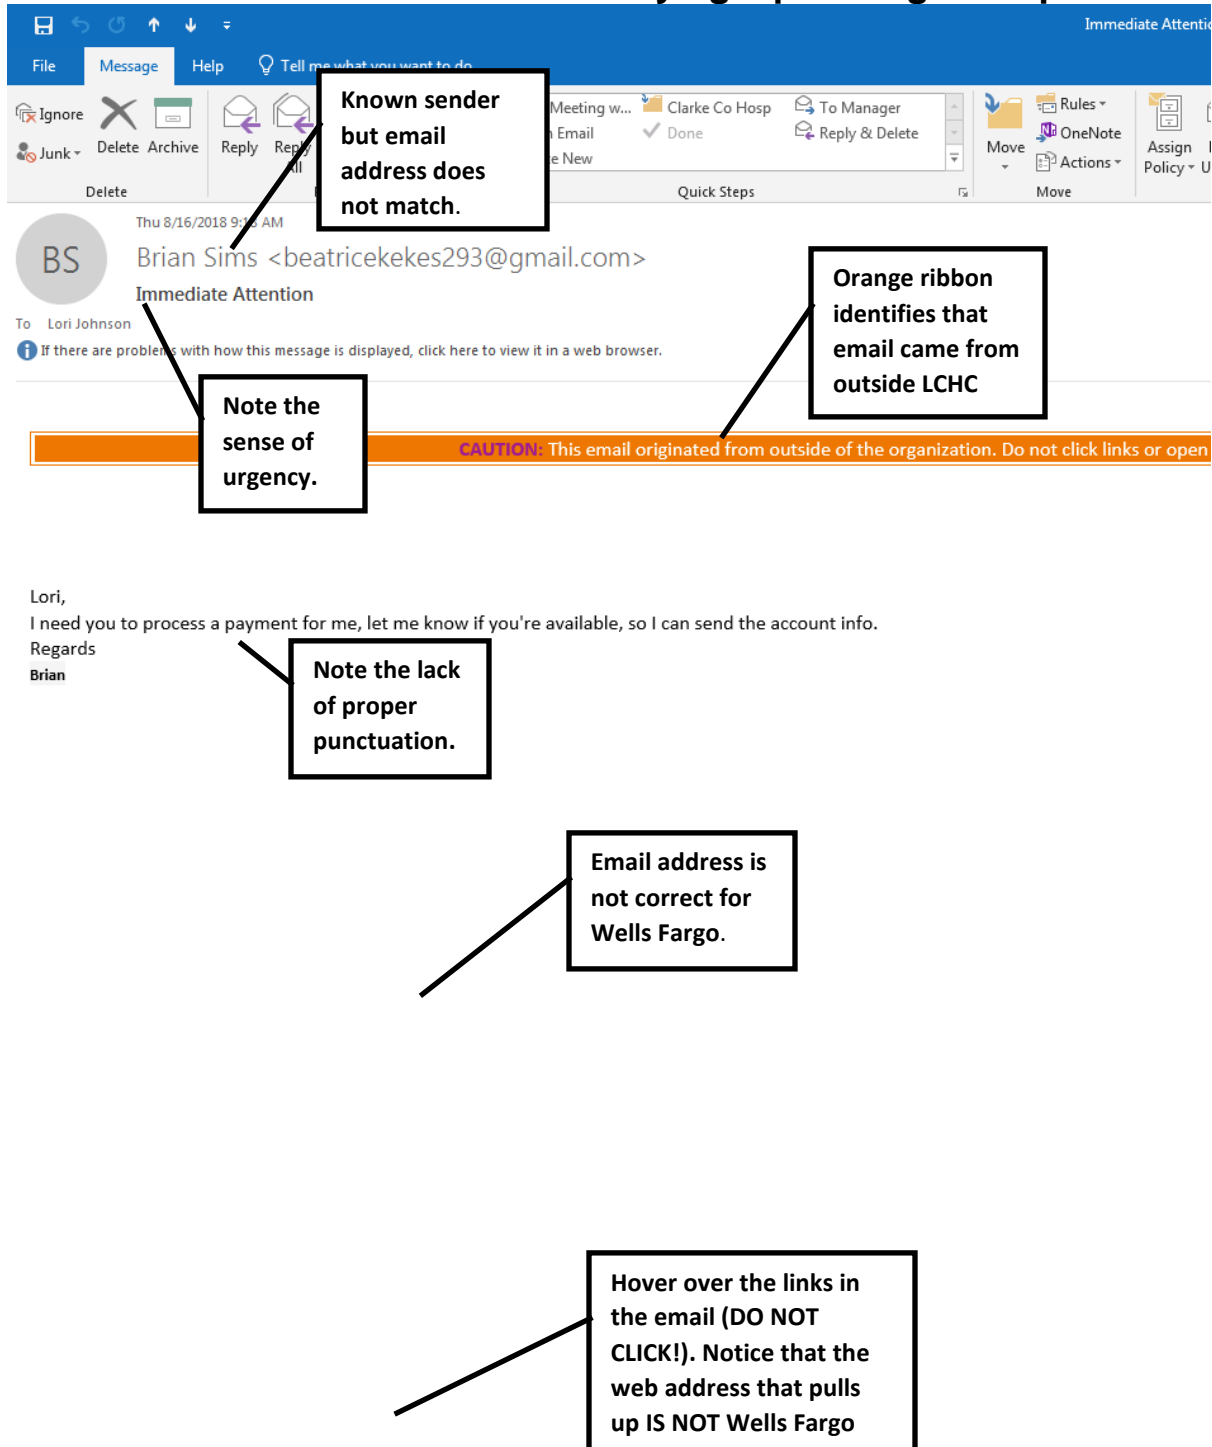 Immediate Attentio
File Message Help Tell me what you want to do
Ignore
Junk
Delete Archive
Reply Reply
All
Meeting w...
Email
New
Clarke Co Hosp
Done
To Manager
Reply & Delete
Move
Rules
OneNote
Actions
Assign
Policy
Delete
Quick Steps
Move
Known sender
but email
address does
not match.
Thu 8/16/2018 9:13 AM
BS
Brian Sims <beatricekekes293@gmail.com>
Immediate Attention
To Lori Johnson
If there are problems with how this message is displayed, click here to view it in a web browser.
Orange ribbon
identifies that
email came from
outside LCHC
Note the
sense of
urgency.
CAUTION: This email originated from outside of the organization. Do not click links or open
Lori,
I need you to process a payment for me, let me know if you're available, so I can send the account info.
Regards
Brian
Note the lack
of proper
punctuation.
Email address is
not correct for
Wells Fargo.
Hover over the links in
the email (DO NOT
CLICK!). Notice that the
web address that pulls
up IS NOT Wells Fargo